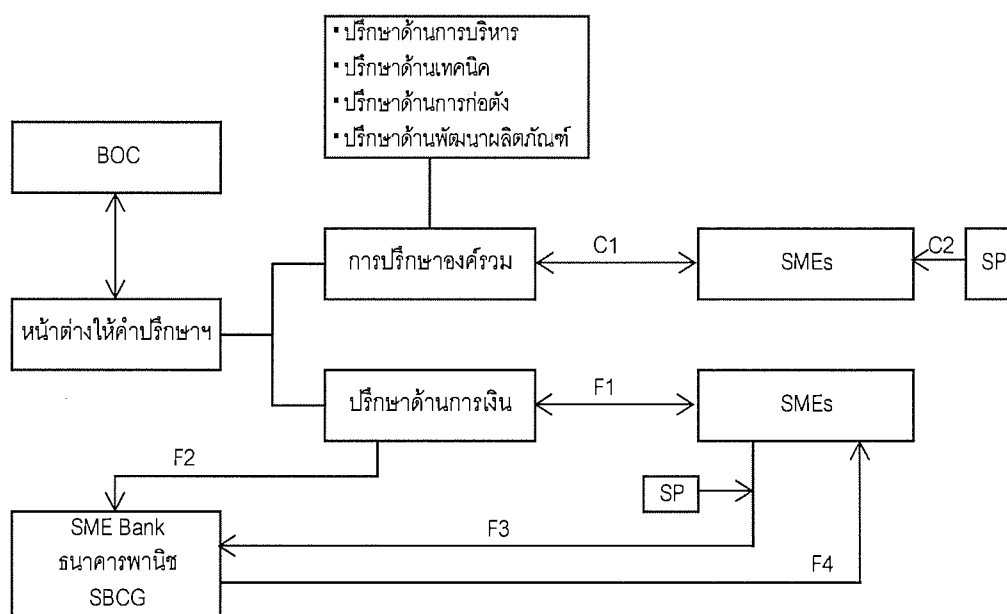 ▪ ปรึกษาด้านการบริหาร
▪ ปรึกษาด้านเทคนิค
▪ ปรึกษาด้านการก่อตัง
▪ ปรึกษาด้านพัฒนาผลิตภัณฑ์
BOC
การปรึกษาองค์รวม
C1
SMEs
C2
SP
หน้าต่างให้คำปรึกษาฯ
ปรึกษาด้านการเงิน
F1
SMEs
F2
SP
SME Bank
ธนาคารพานิช
SBCG
F3
F4